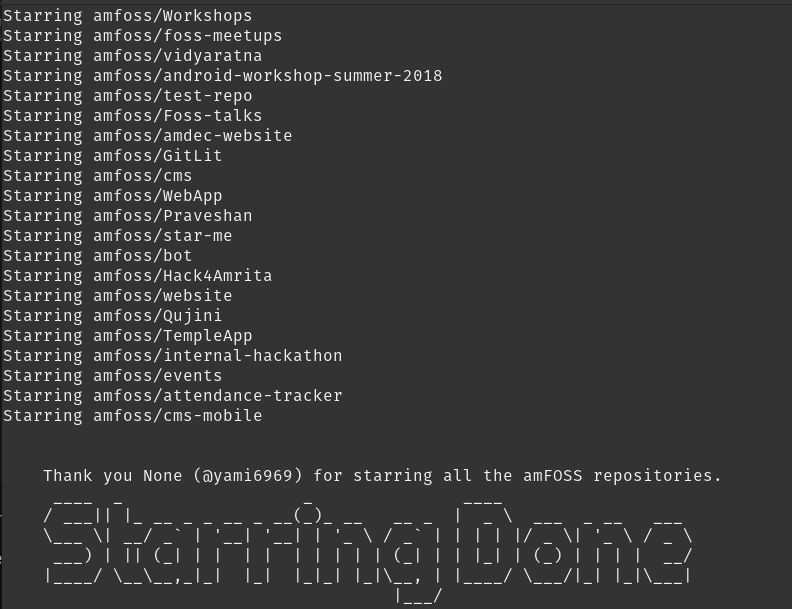 Starring amfoss/Workshops
Starring amfoss/foss-meetups
Starring amfoss/vidyaratna
Starring amfoss/android-workshop-summer-2018
Starring amfoss/test-repo
Starring amfoss/Foss-talks
Starring amfoss/amdec-website
Starring amfoss/GitLit
Starring amfoss/cms
Starring amfoss/WebApp
Starring amfoss/Praveshan
Starring amfoss/star-me
Starring amfoss/bot
Starring amfoss/Hack4Amrita
Starring amfoss/website
Starring amfoss/Qujini
Starring amfoss/TempleApp
Starring amfoss/internal-hackathon
Starring amfoss/events
Starring amfoss/attendance-tracker
Starring amfoss/cms-mobile
Thank you None (@yami6969) for starring all the amFOSS repositories.
Starring Done